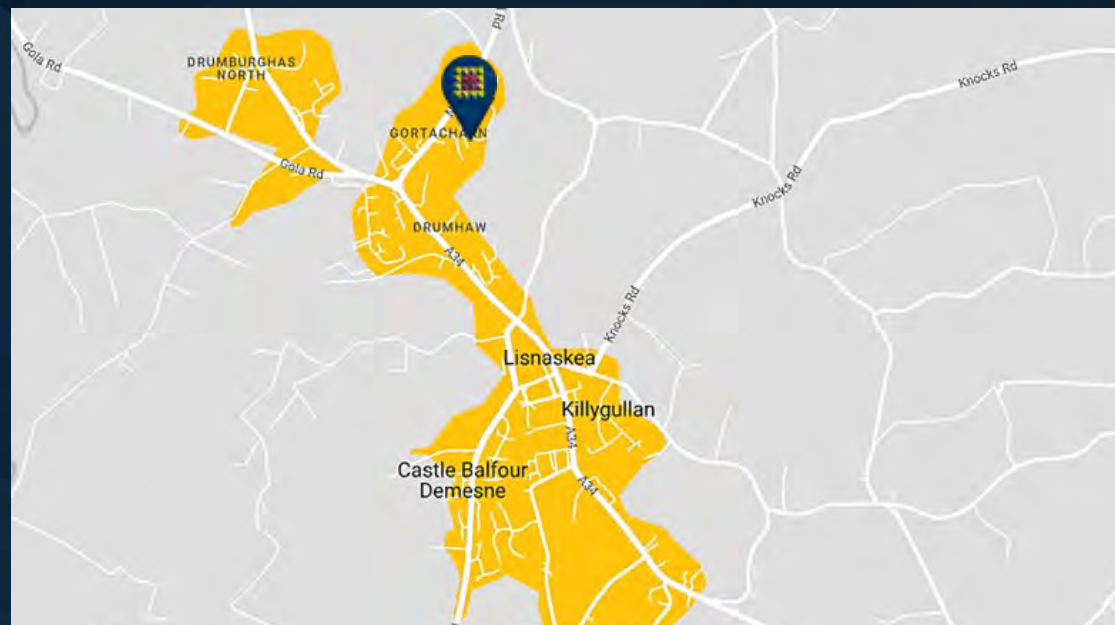 Rd
Gola Rd
DRUMBURGHAS
NORTH
Knocks Rd
Gola Rd
Knocks Rd
DRUMHAW
A34
Knocks Rd
Lisnaskea
Killygullan
A34
Castle Balfour
Demesne
A34